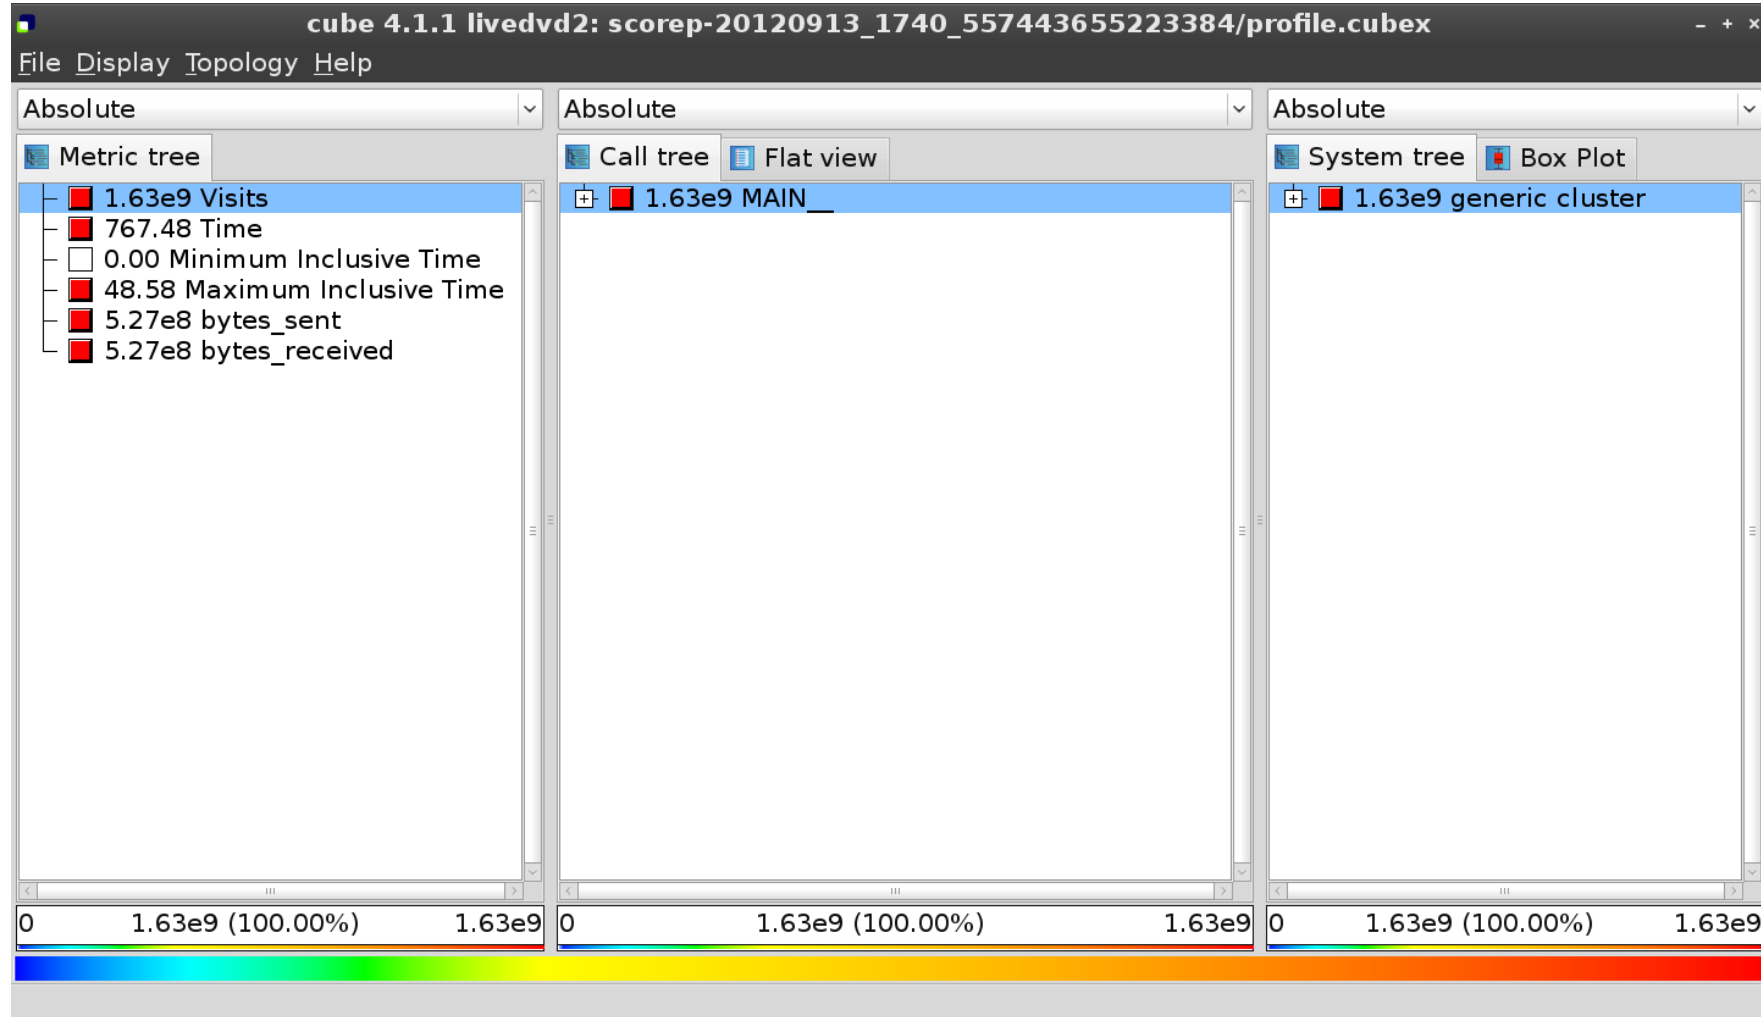 cube 4.1.1 livedvd2: scorep-20120913_1740_557443655223384/profile.cubex
File Display Topology Help
Absolute
Absolute
Absolute
Metric tree
Call tree
Flat view
System tree
Box Plot
1.63e9 Visits
767.48 Time
0.00 Minimum Inclusive Time
48.58 Maximum Inclusive Time
5.27e8 bytes_sent
5.27e8 bytes_received
1.63e9 MAIN__
1.63e9 generic cluster
0 1.63e9 (100.00%) 1.63e9
0 1.63e9 (100.00%) 1.63e9
0 1.63e9 (100.00%) 1.63e9